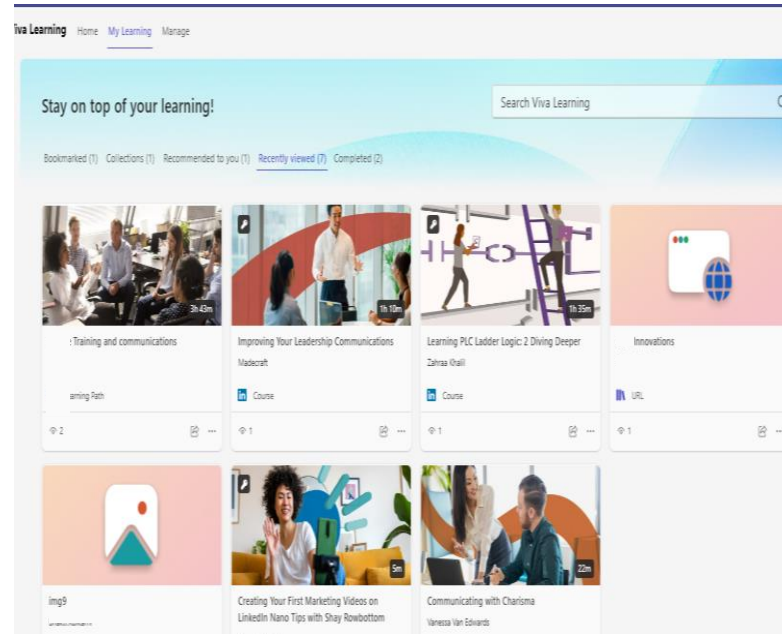 Viva Learning Home My Learning Manage
Stay on top of your learning!
Search Viva Learning
Bookmarked (1) Collections (1) Recommended to you (1) Recently viewed (7) Completed (2)
3h 43m
1h 10m
1h 35m
: Training and communications
Improving Your Leadership Communications
Learning PLC Ladder Logic: 2 Diving Deeper
Innovations
Madecraft
Zahraa Khalil
arning Path
in Course
in Course
URL
2
1
1
1
5m
22m
img9
Creating Your First Marketing Videos on
LinkedIn Nano Tips with Shay Rowbottom
Communicating with Charisma
Vanessa Van Edwards